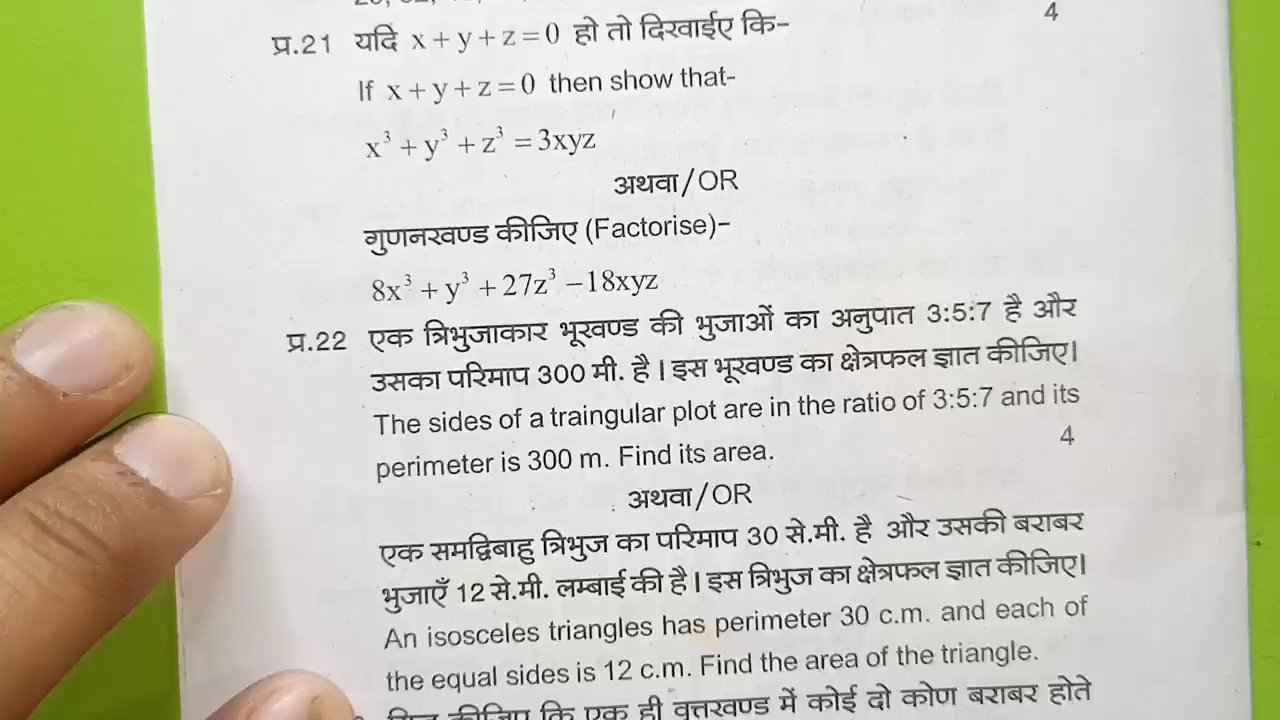 प्र.21 यदि x + y + z = 0 हो तो दिखाईए कि-
4
If x + y + z = 0 then show that-
x³ + y³ + z³ = 3xyz
अथवा/OR
गुणनखण्ड कीजिए (Factorise)-
8x³ + y³ + 27z³ – 18xyz
प्र.22 एक त्रिभुजाकार भूखण्ड की भुजाओं का अनुपात 3:5:7 है और
उसका परिमाप 300 मी. है। इस भूखण्ड का क्षेत्रफल ज्ञात कीजिए।
The sides of a traingular plot are in the ratio of 3:5:7 and its
perimeter is 300 m. Find its area.
4
अथवा/OR
एक समद्विबाहु त्रिभुज का परिमाप 30 से.मी. है और उसकी बराबर
भुजाएँ 12 से.मी. लम्बाई की है। इस त्रिभुज का क्षेत्रफल ज्ञात कीजिए।
An isosceles triangles has perimeter 30 c.m. and each of
the equal sides is 12 c.m. Find the area of the triangle.
कीजिए कि एक ही वृत्तखण्ड में कोई दो कोण बराबर होते